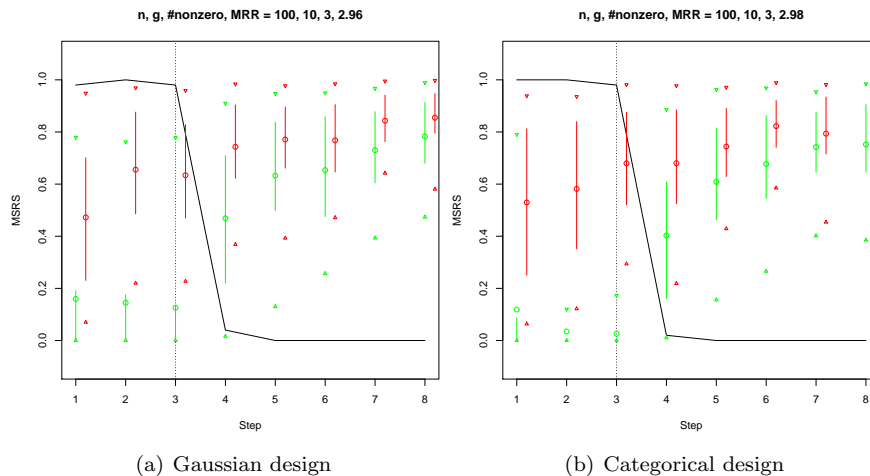 n, g, #nonzero, MRR = 100, 10, 3, 2.96
MSRS
1.0
0.8
0.6
0.4
0.2
0.0
1 2 3 4 5 6 7 8
Step
(a) Gaussian design
n, g, #nonzero, MRR = 100, 10, 3, 2.98
MSRS
1.0
0.8
0.6
0.4
0.2
0.0
1 2 3 4 5 6 7 8
Step
(b) Categorical design